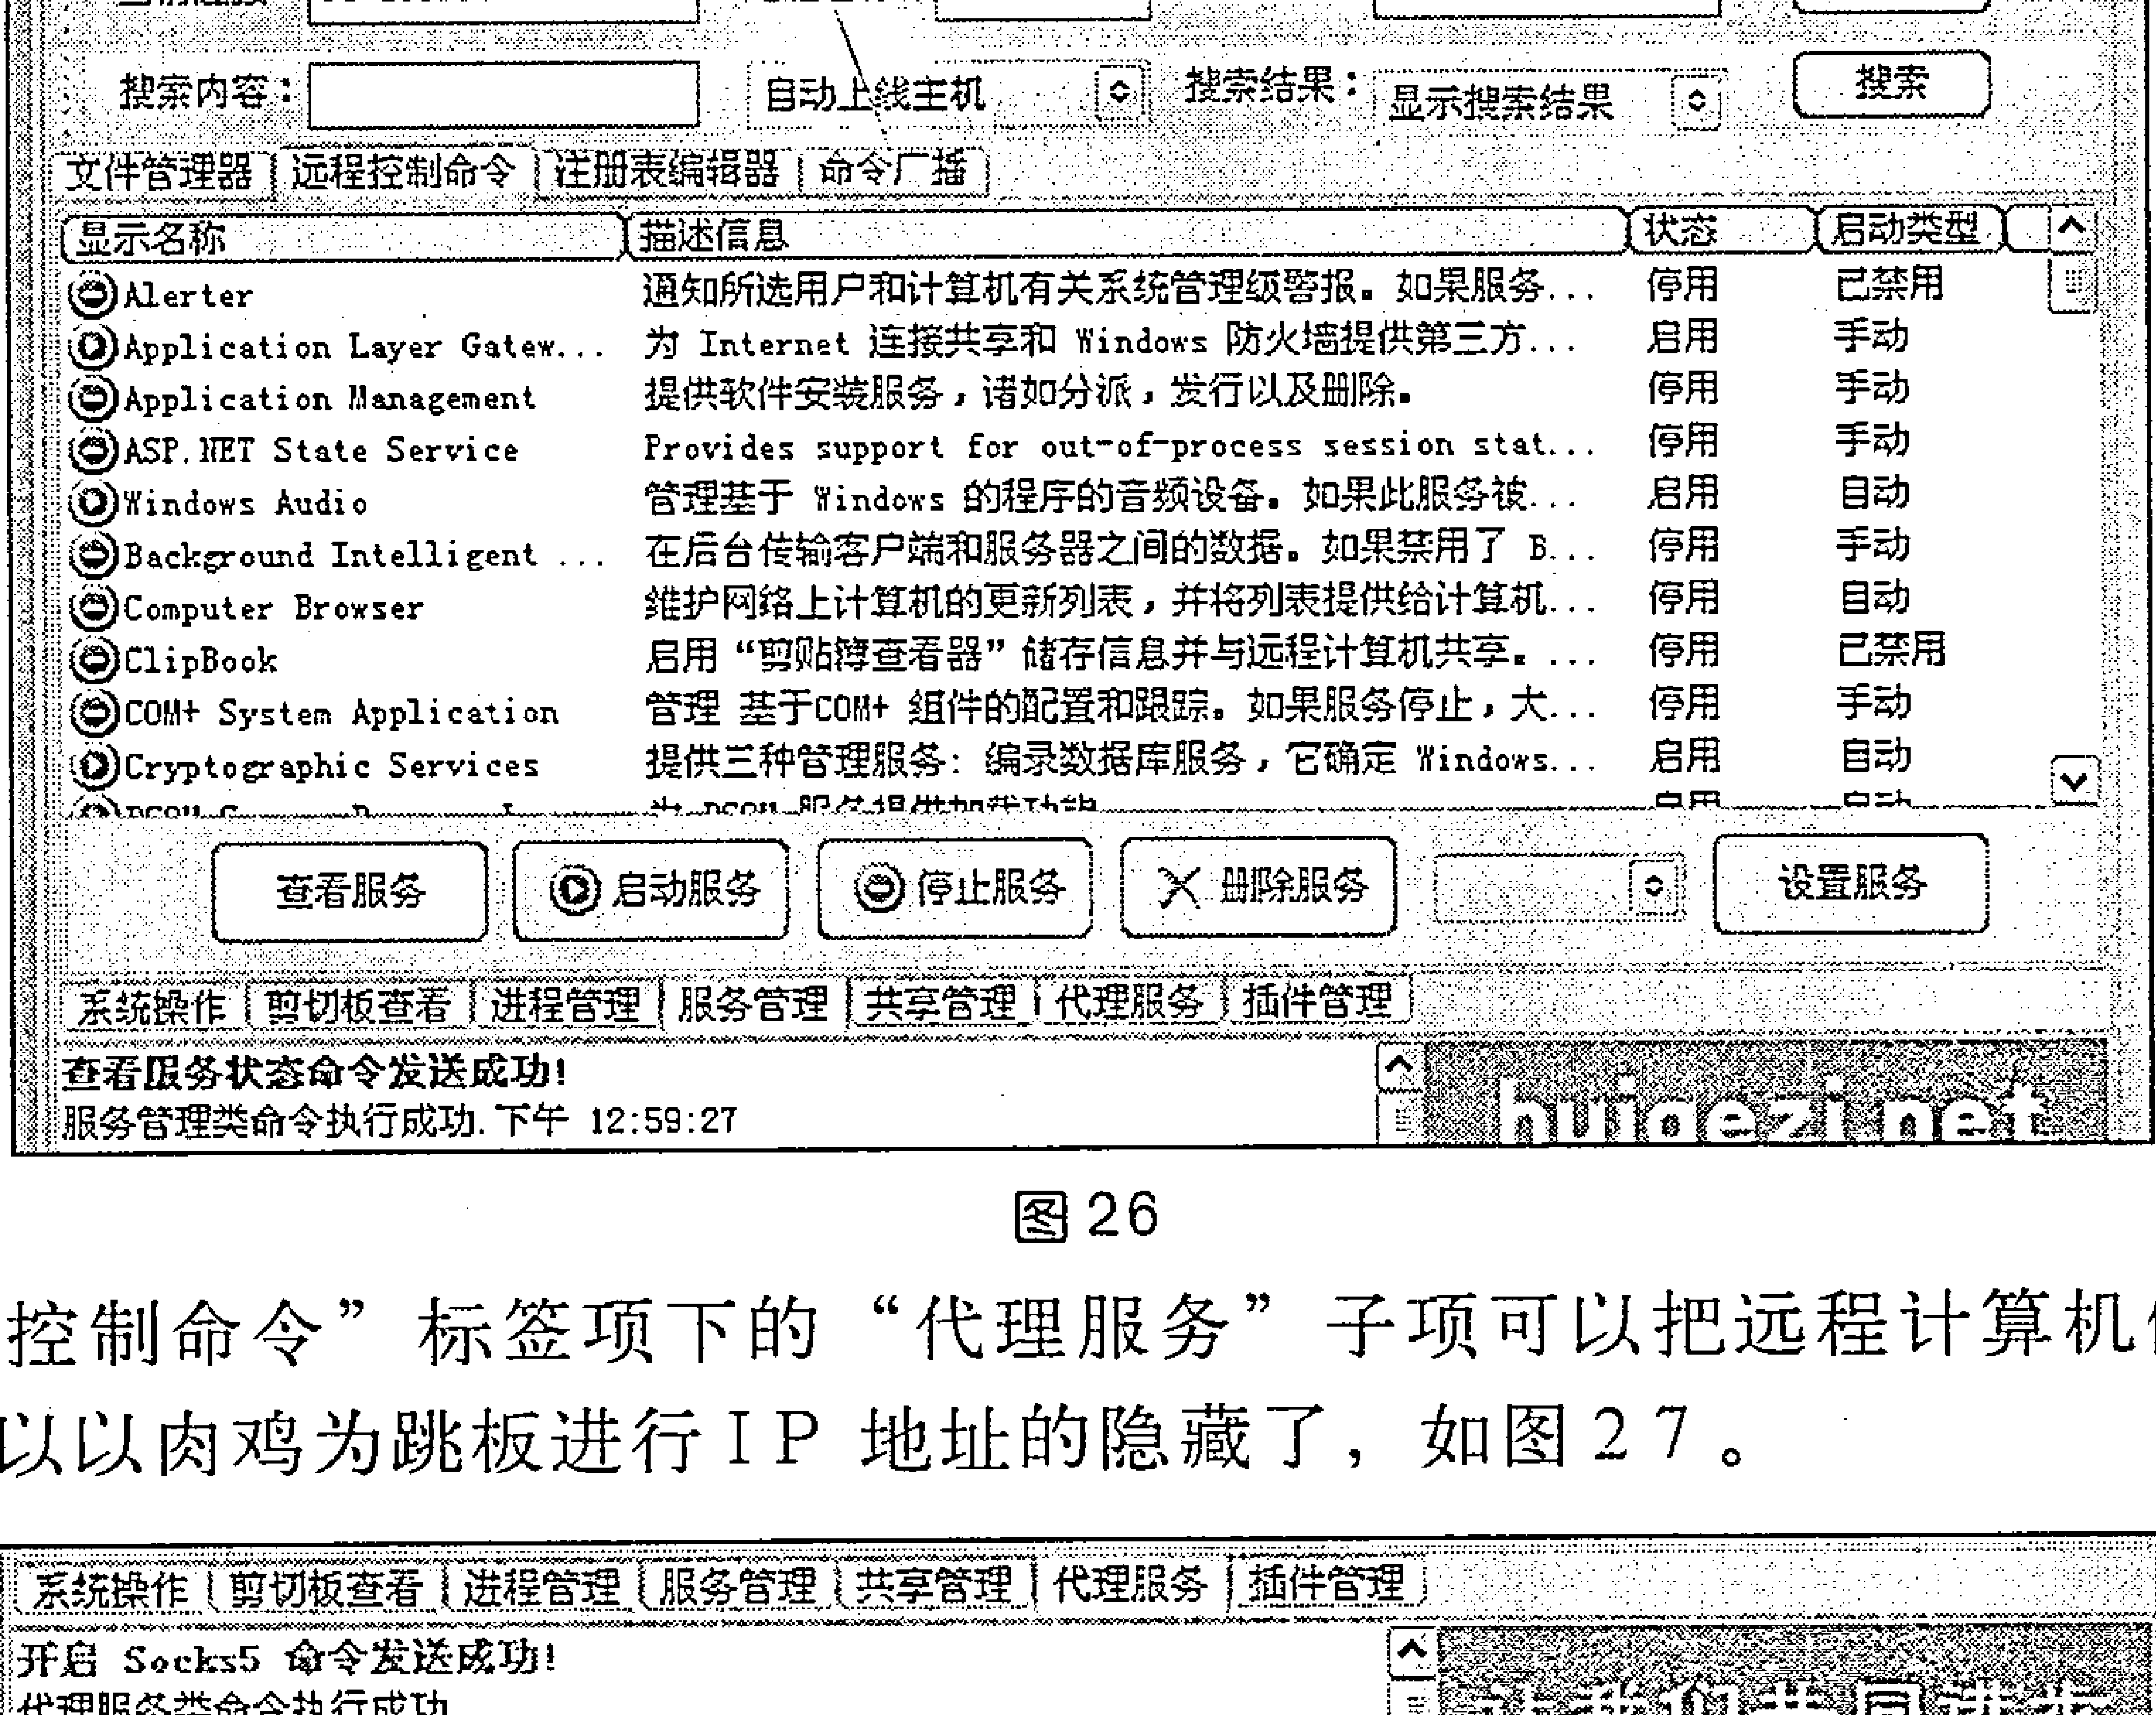 搜索内容：　自动上线主机　搜索结果：　显示搜索结果　搜索
文件管理器　远程控制命令　注册表编辑器　命令广播
显示名称　描述信息　状态　启动类型
Alerter　通知所选用户和计算机有关系统管理级警报。如果服务...　停用　已禁用
Application Layer Gatew...　为 Internet 连接共享和 Windows 防火墙提供第三方...　启用　手动
Application Management　提供软件安装服务，诸如分派，发行以及删除。　停用　手动
ASP.NET State Service　Provides support for out-of-process session stat...　停用　手动
Windows Audio　管理基于 Windows 的程序的音频设备。如果此服务被...　启用　自动
Background Intelligent ...　在后台传输客户端和服务器之间的数据。如果禁用了 B...　停用　手动
Computer Browser　维护网络上计算机的更新列表，并将列表提供给计算机...　停用　自动
ClipBook　启用“剪贴簿查看器”储存信息并与远程计算机共享。...　停用　已禁用
COM+ System Application　管理 基于COM+ 组件的配置和跟踪。如果服务停止，大...　停用　手动
Cryptographic Services　提供三种管理服务: 编录数据库服务，它确定 Windows...　启用　自动
查看服务　启动服务　停止服务　删除服务　设置服务
系统操作　剪切板查看　进程管理　服务管理　共享管理　代理服务　插件管理
查看服务状态命令发送成功!
服务管理类命令执行成功.下午 12:59:27
huigezi.net
图26
控制命令”标签项下的“代理服务”子项可以把远程计算机
以以肉鸡为跳板进行IP 地址的隐藏了，如图27。
系统操作　剪切板查看　进程管理　服务管理　共享管理　代理服务　插件管理
开启 Socks5 命令发送成功!
代理服务类命令执行成功